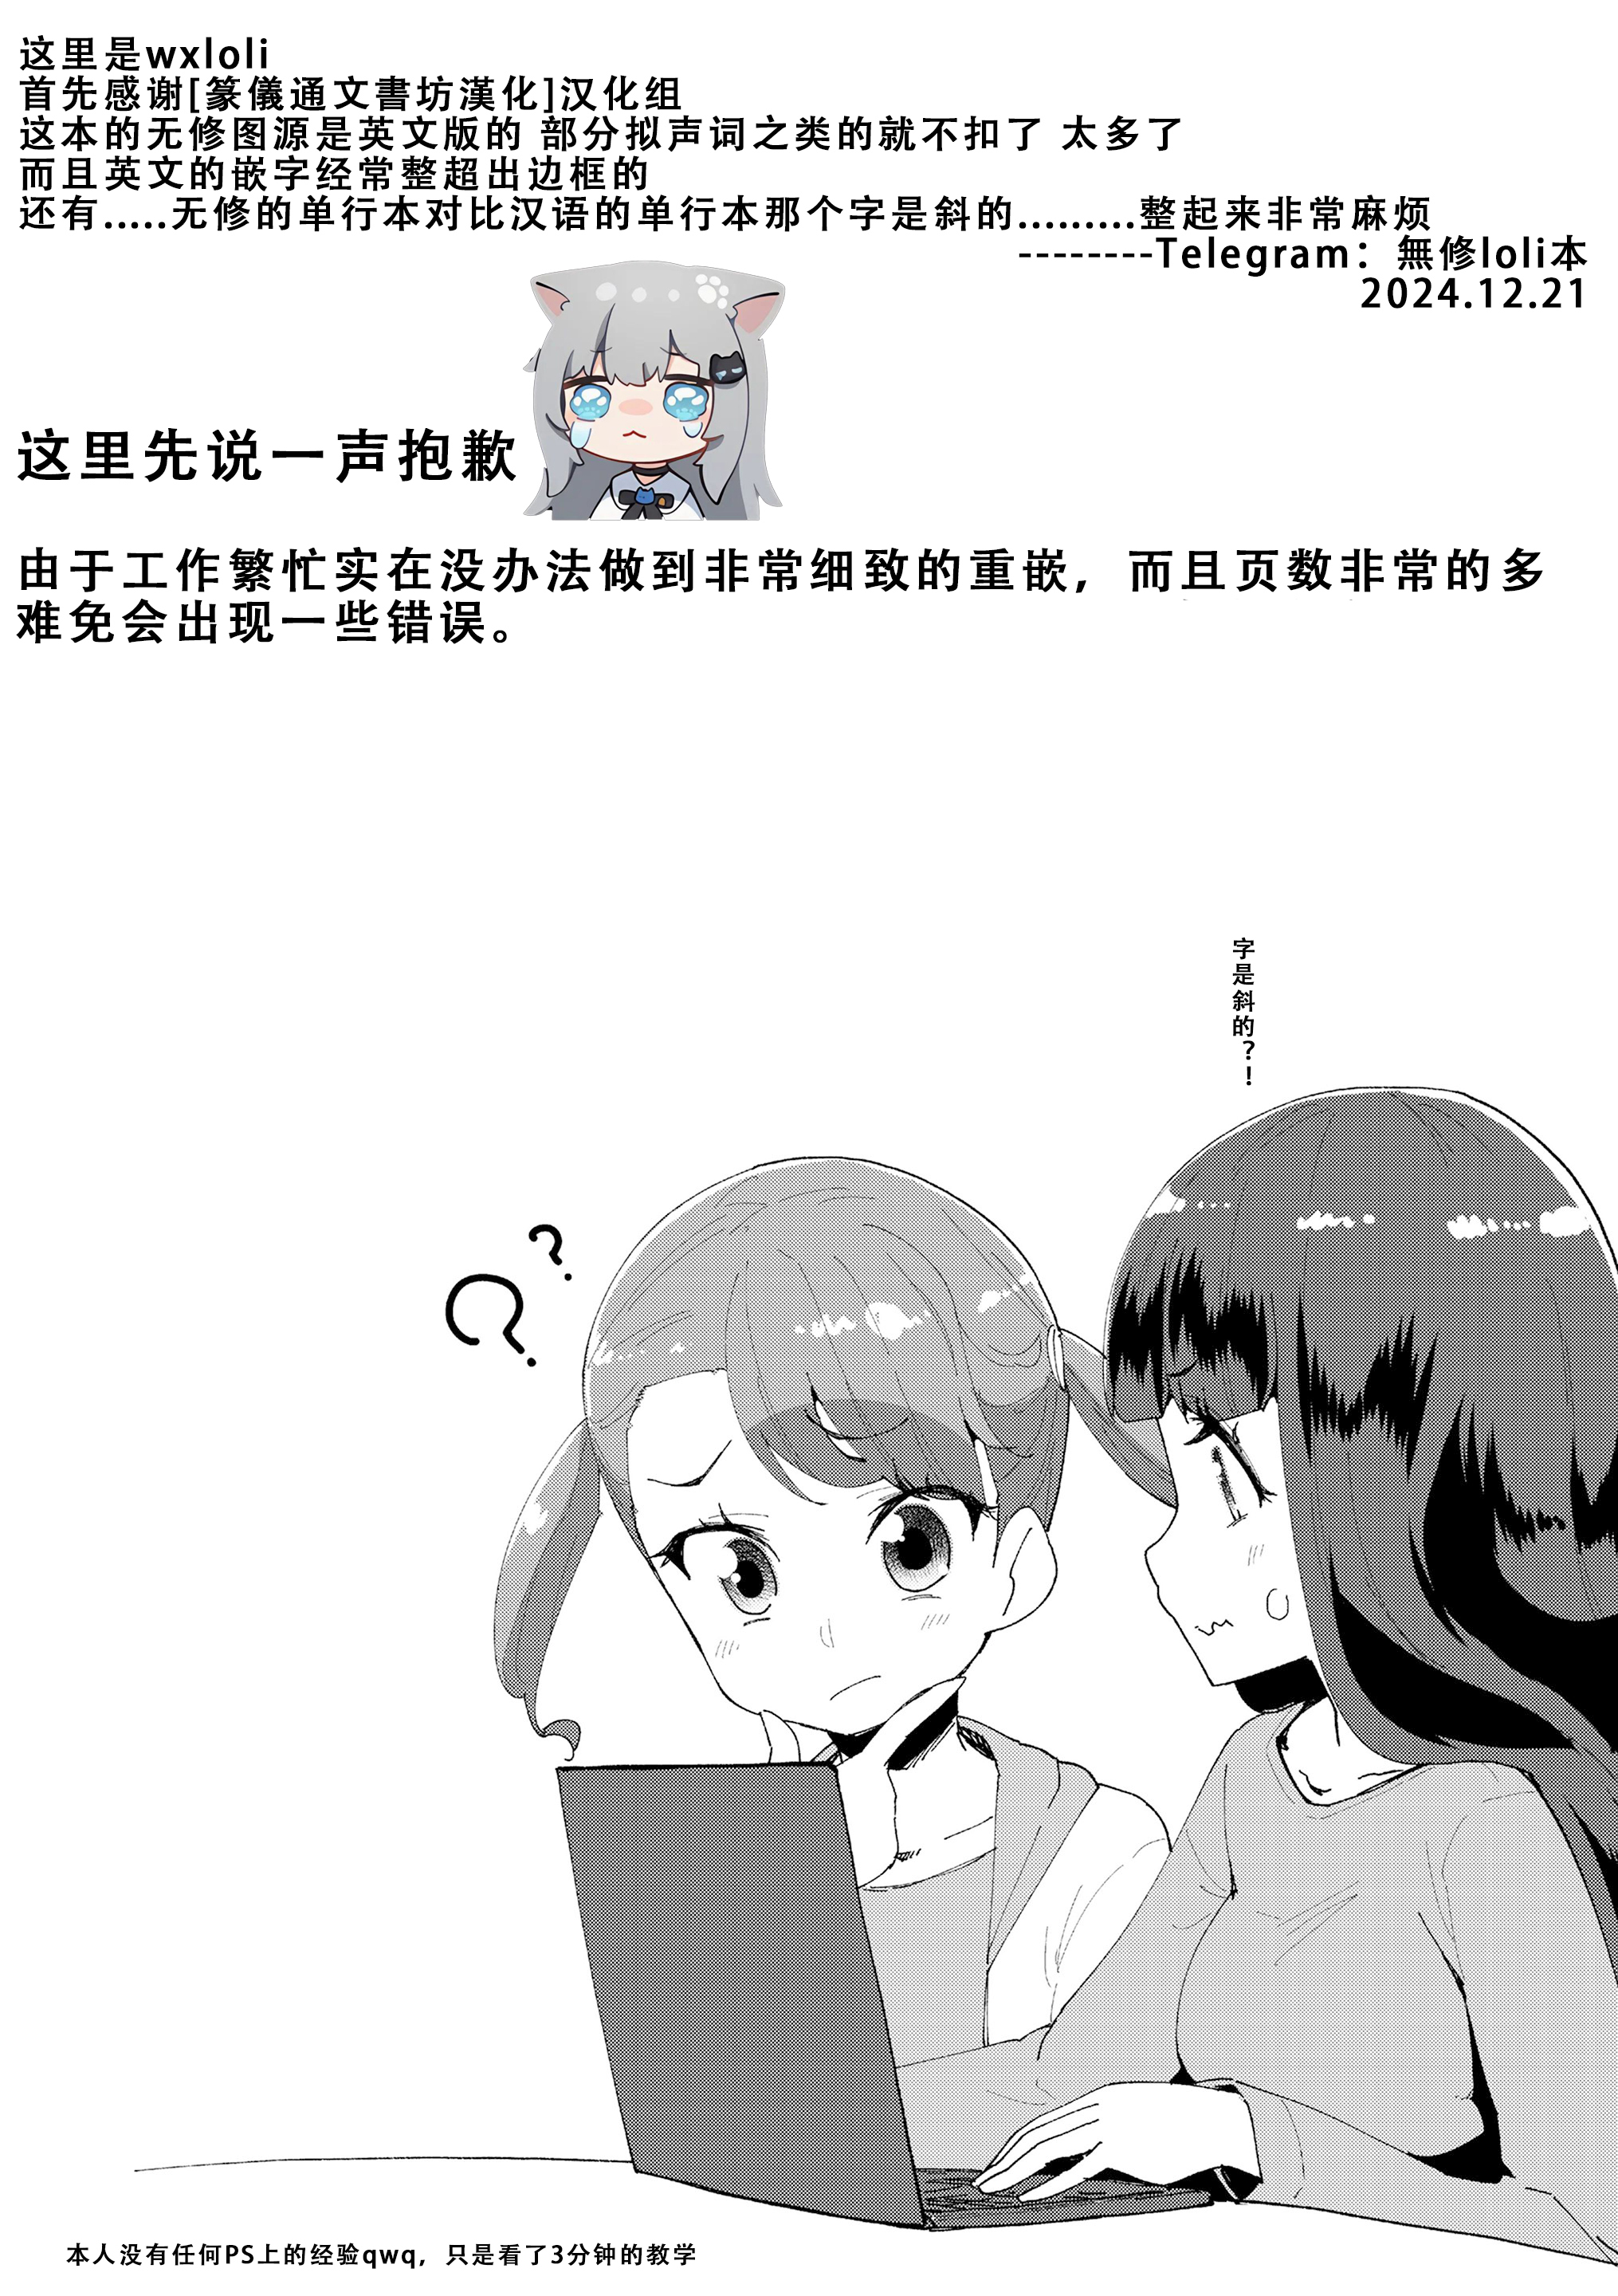 这里是wxloli
首先感谢[篆儀通文書坊漢化]汉化组
这本的无修图源是英文版的 部分拟声词之类的就不扣了 太多了
而且英文的嵌字经常整超出边框的
还有.....无修的单行本对比汉语的单行本那个字是斜的.........整起来非常麻烦
--------Telegram：無修loli本
2024.12.21
这里先说一声抱歉
由于工作繁忙实在没办法做到非常细致的重嵌，而且页数非常的多
难免会出现一些错误。
字是斜的？！
本人没有任何PS上的经验qwq，只是看了3分钟的教学